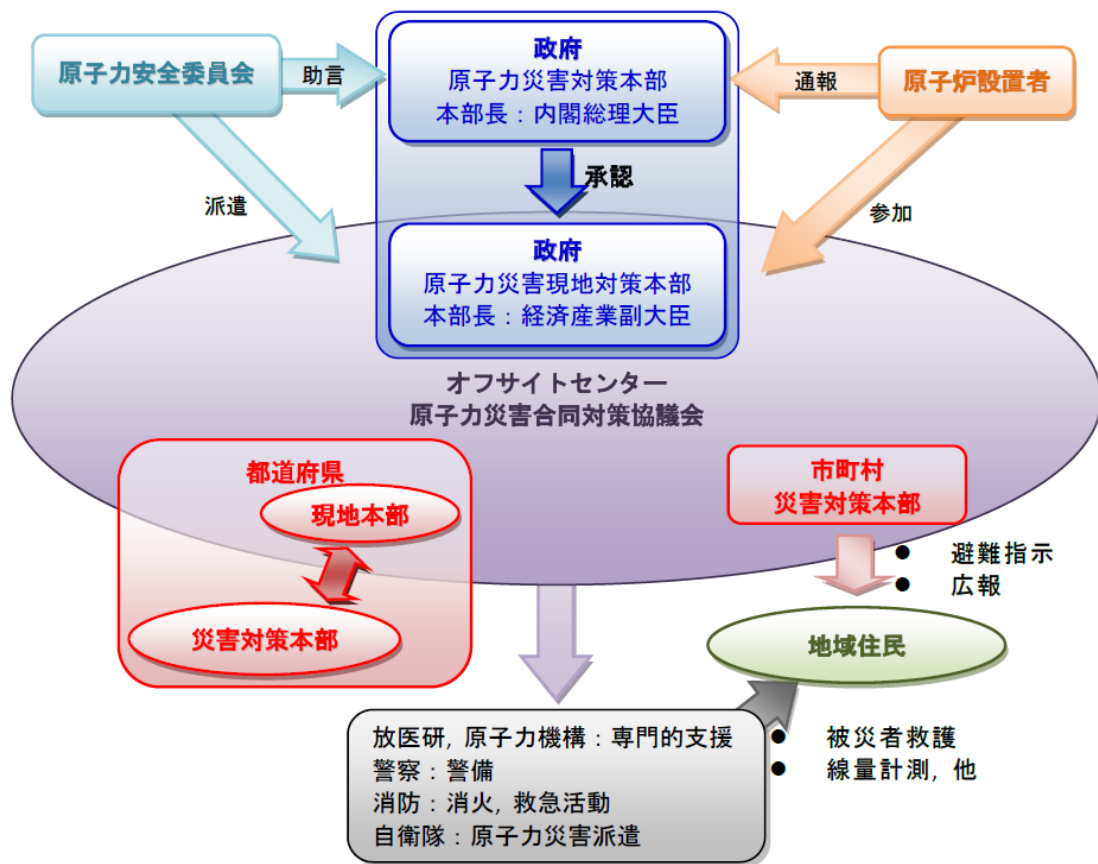 原子力安全委員会
助言
政府
原子力災害対策本部
本部長：内閣総理大臣
通報
原子炉設置者
承認
派遣
参加
政府
原子力災害現地対策本部
本部長：経済産業副大臣
オフサイトセンター
原子力災害合同対策協議会
都道府県
現地本部
災害対策本部
市町村
災害対策本部
● 避難指示
● 広報
地域住民
放医研，原子力機構：専門的支援
警察：警備
消防：消火，救急活動
自衛隊：原子力災害派遣
● 被災者救護
● 線量計測，他